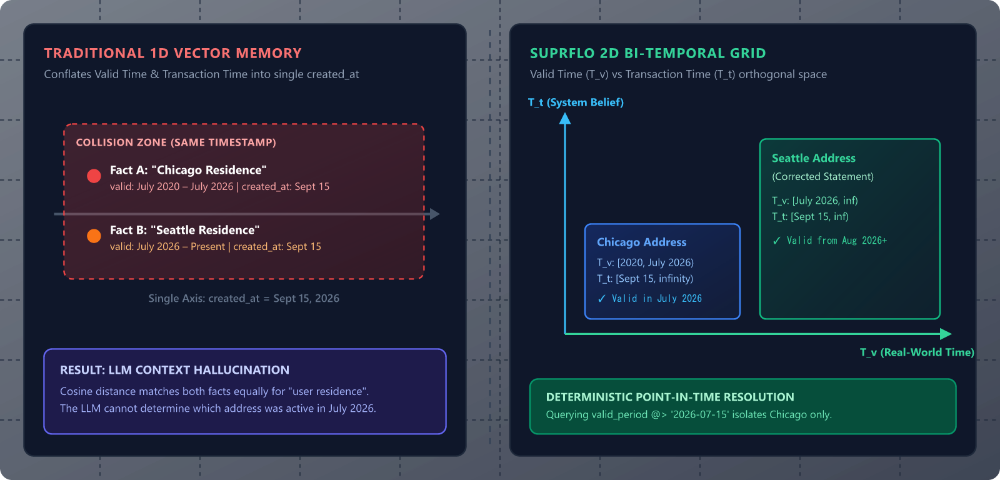 TRADITIONAL 1D VECTOR MEMORY
Conflates Valid Time & Transaction Time into single created_at
COLLISION ZONE (SAME TIMESTAMP)
Fact A: "Chicago Residence"
valid: July 2020 – July 2026 | created_at: Sept 15
Fact B: "Seattle Residence"
valid: July 2026 – Present | created_at: Sept 15
Single Axis: created_at = Sept 15, 2026
RESULT: LLM CONTEXT HALLUCINATION
Cosine distance matches both facts equally for "user residence".
The LLM cannot determine which address was active in July 2026.
SUPRFLO 2D BI-TEMPORAL GRID
Valid Time (T_v) vs Transaction Time (T_t) orthogonal space
T_t (System Belief)
Chicago Address
T_v: [2020, July 2026)
T_t: [Sept 15, infinity)
✓ Valid in July 2026
Seattle Address
(Corrected Statement)
T_v: [July 2026, inf)
T_t: [Sept 15, inf)
✓ Valid from Aug 2026+
T_v (Real-World Time)
DETERMINISTIC POINT-IN-TIME RESOLUTION
Querying valid_period @> '2026-07-15' isolates Chicago only.